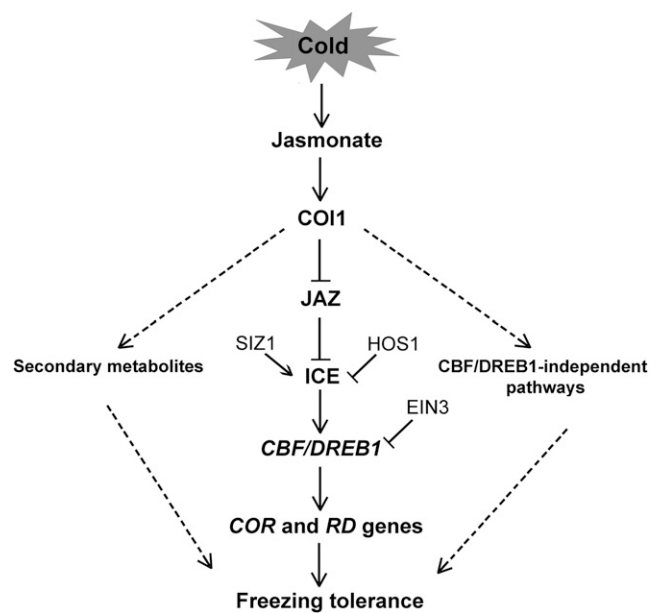 Cold
Jasmonate
COI1
JAZ
SIZ1
HOS1
ICE
Secondary metabolites
CBF/DREB1-independent
pathways
EIN3
CBF/DREB1
COR and RD genes
Freezing tolerance